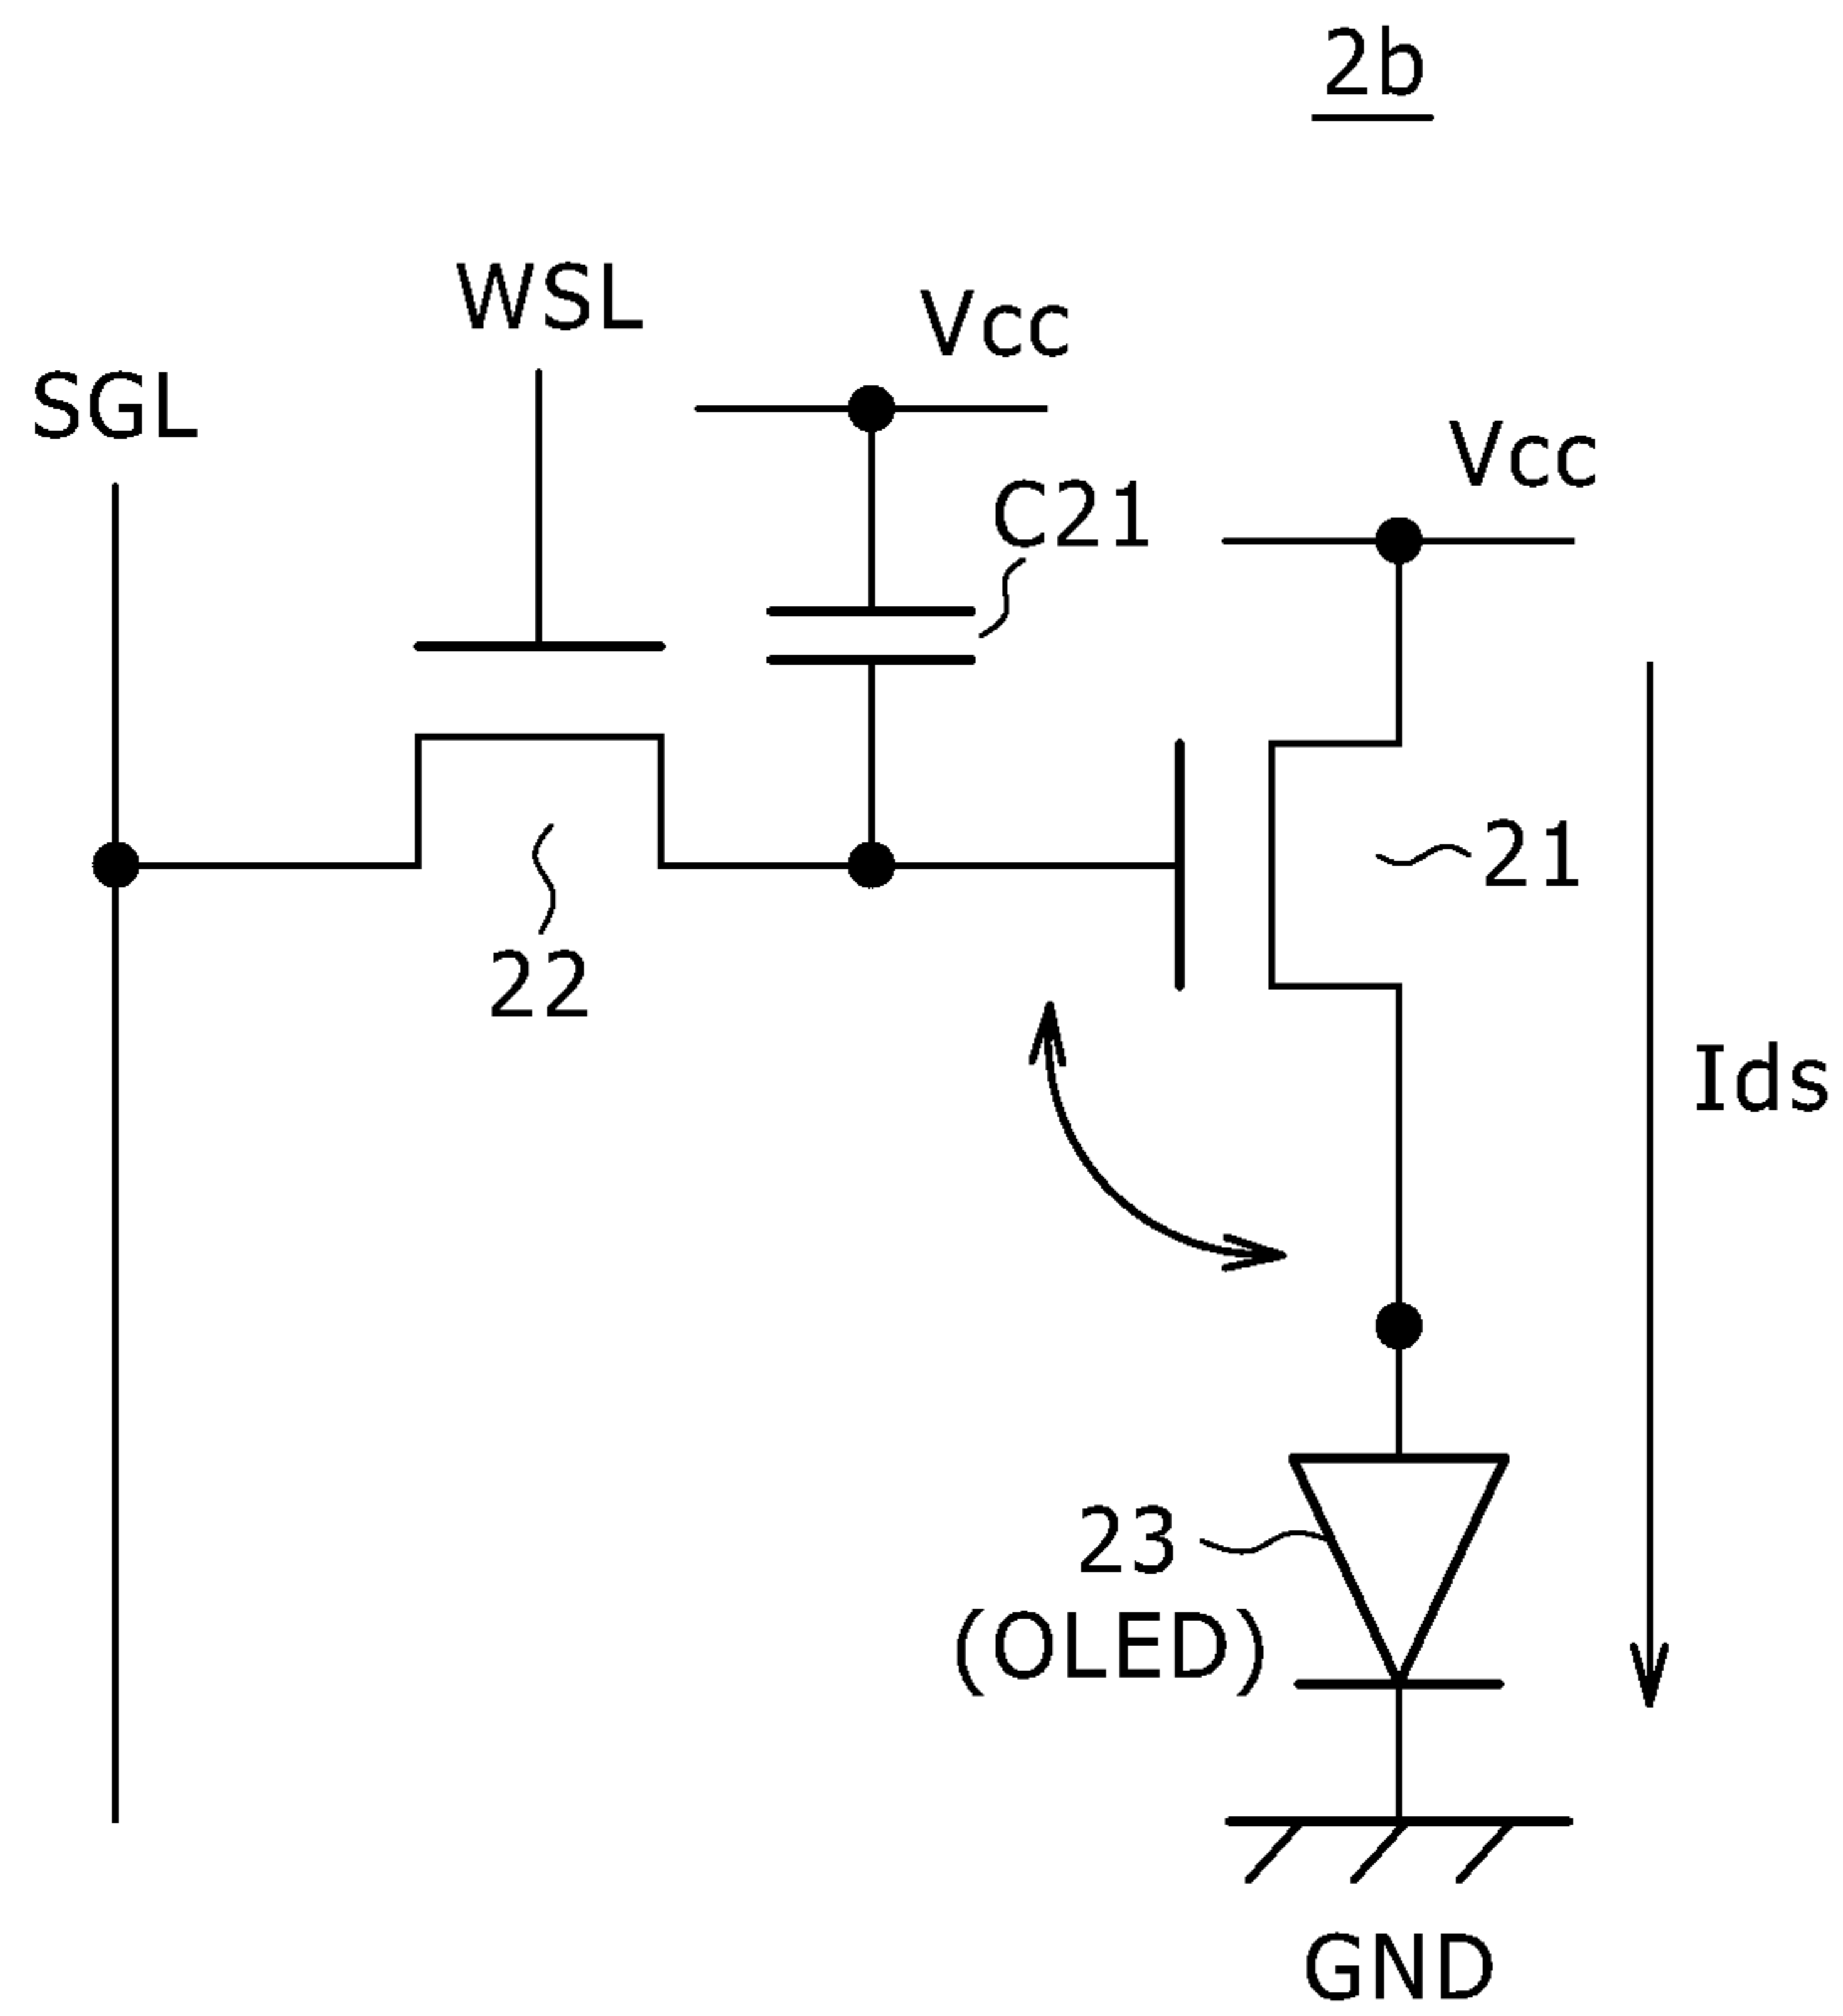 2b
WSL
Vcc
SGL
Vcc
C21
21
22
Ids
23
(OLED)
GND